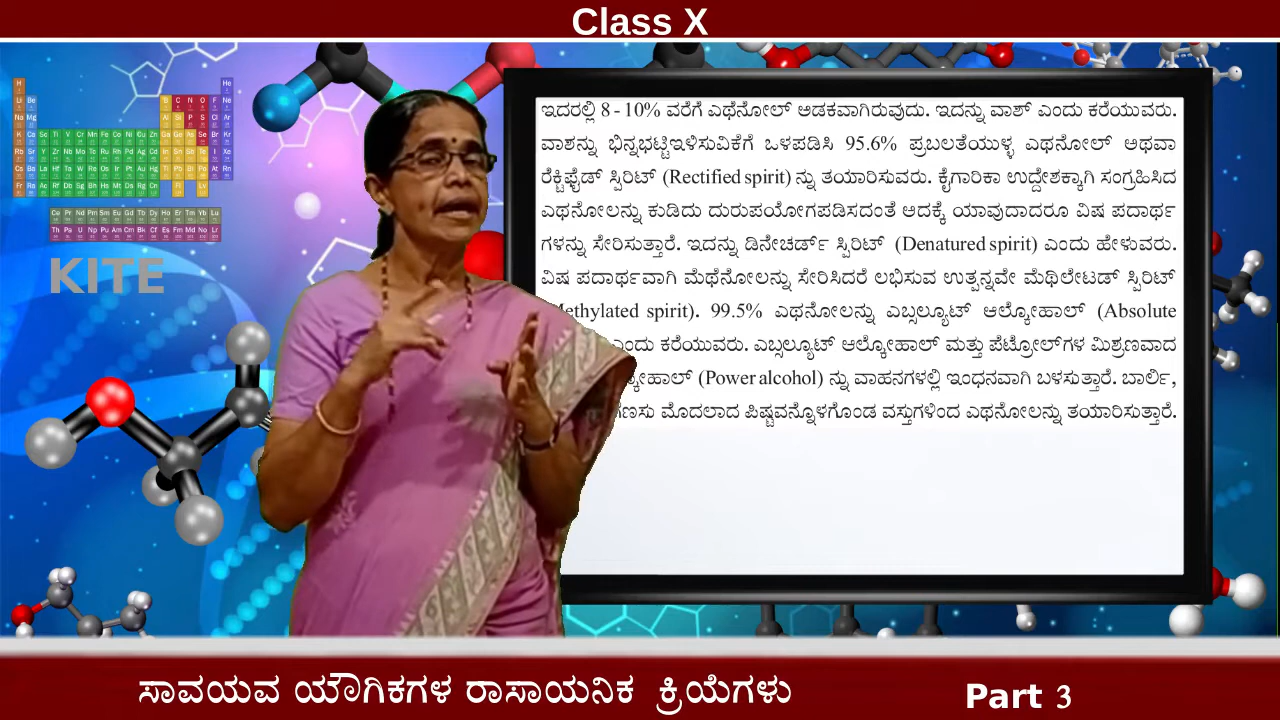 Class X
KITE
ಇದರಲ್ಲಿ 8 - 10% ವರೆಗೆ ಎಥೆನೋಲ್ ಅಡಕವಾಗಿರುವುದು. ಇದನ್ನು ವಾಶ್ ಎಂದು ಕರೆಯುವರು.
ವಾಶನ್ನು ಭಿನ್ನಭಟ್ಟಿಇಳಿಸುವಿಕೆಗೆ ಒಳಪಡಿಸಿ 95.6% ಪ್ರಬಲತೆಯುಳ್ಳ ಎಥನೋಲ್ ಅಥವಾ
ರೆಕ್ಟಿಫೈಡ್ ಸ್ಪಿರಿಟ್ (Rectified spirit) ನ್ನು ತಯಾರಿಸುವರು. ಕೈಗಾರಿಕಾ ಉದ್ದೇಶಕ್ಕಾಗಿ ಸಂಗ್ರಹಿಸಿದ
ಎಥನೋಲನ್ನು ಕುಡಿದು ದುರುಪಯೋಗಪಡಿಸದಂತೆ ಅದಕ್ಕೆ ಯಾವುದಾದರೂ ವಿಷ ಪದಾರ್ಥ
ಗಳನ್ನು ಸೇರಿಸುತ್ತಾರೆ. ಇದನ್ನು ಡಿನೇಚರ್ಡ್ ಸ್ಪಿರಿಟ್ (Denatured spirit) ಎಂದು ಹೇಳುವರು.
ವಿಷ ಪದಾರ್ಥವಾಗಿ ಮೆಥೆನೋಲನ್ನು ಸೇರಿಸಿದರೆ ಲಭಿಸುವ ಉತ್ಪನ್ನವೇ ಮೆಥಿಲೇಟಡ್ ಸ್ಪಿರಿಟ್
Methylated spirit). 99.5% ಎಥನೋಲನ್ನು ಎಬ್ಸಲ್ಯೂಟ್ ಆಲ್ಕೋಹಾಲ್ (Absolute
ಎಂದು ಕರೆಯುವರು. ಎಬ್ಸಲ್ಯೂಟ್ ಆಲ್ಕೋಹಾಲ್ ಮತ್ತು ಪೆಟ್ರೋಲ್‌ಗಳ ಮಿಶ್ರಣವಾದ
(Power alcohol) ನ್ನು ವಾಹನಗಳಲ್ಲಿ ಇಂಧನವಾಗಿ ಬಳಸುತ್ತಾರೆ. ಬಾರ್ಲಿ,
ಮೊದಲಾದ ಪಿಷ್ಟವನ್ನೊಳಗೊಂಡ ವಸ್ತುಗಳಿಂದ ಎಥನೋಲನ್ನು ತಯಾರಿಸುತ್ತಾರೆ.
ಸಾವಯವ ಯೌಗಿಕಗಳ ರಾಸಾಯನಿಕ ಕ್ರಿಯೆಗಳು
Part 3